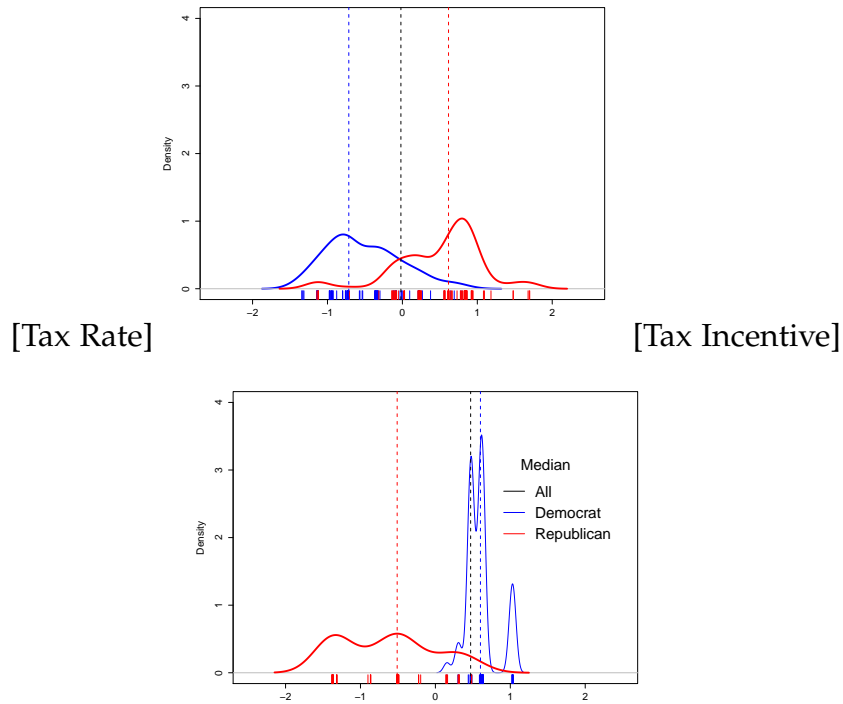 4
3
2
1
0
Density
−2 −1 0 1 2
[Tax Rate] [Tax Incentive]
4
3
2
1
0
Density
Median
All
Democrat
Republican
−2 −1 0 1 2